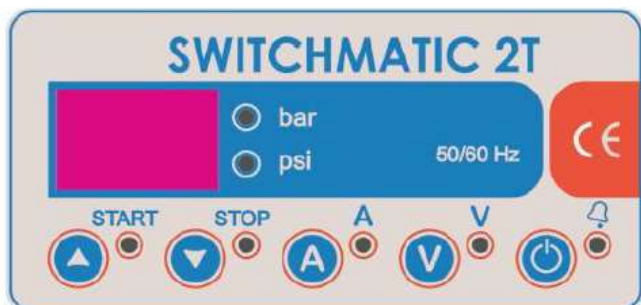 SWITCHMATIC 2T
bar
psi
50/60 Hz
CE
START STOP A V
A V